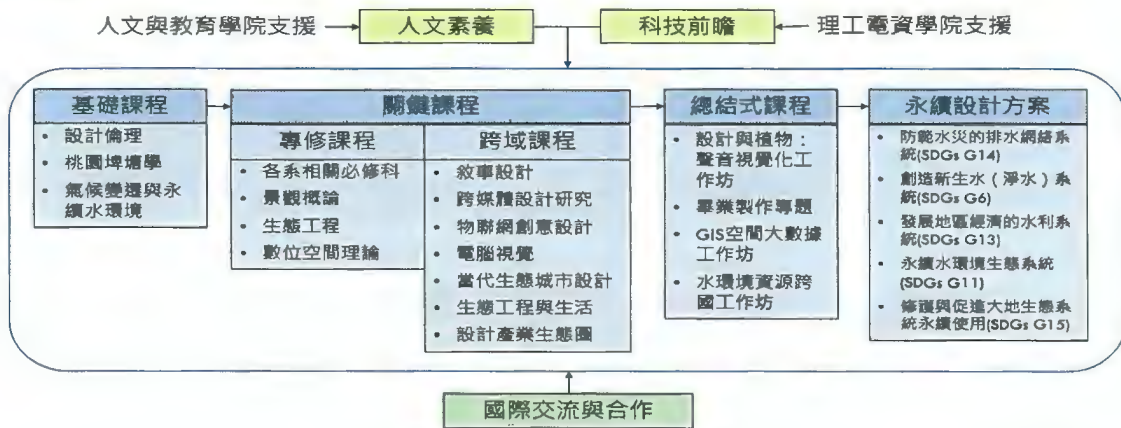 人文與教育學院支援
人文素養
科技前瞻
理工電資學院支援
基礎課程
• 設計倫理
• 桃園埤塘學
• 氣候變遷與永
續水環境
關鍵課程
專修課程
• 各系相關必修科
• 景觀概論
• 生態工程
• 數位空間理論
跨域課程
• 敘事設計
• 跨媒體設計研究
• 物聯網創意設計
• 電腦視覺
• 當代生態城市設計
• 生態工程與生活
• 設計產業生態圈
總結式課程
• 設計與植物：
聲音視覺化工
作坊
• 畢業製作專題
• GIS空間大數據
工作坊
• 水環境資源跨
國工作坊
永續設計方案
• 防範水災的排水網絡系
統(SDGs G14)
• 創造新生水（淨水）系
統(SDGs G6)
• 發展地區經濟的水利系
統(SDGs G13)
• 永續水環境生態系統
(SDGs G11)
• 修護與促進大地生態系
統永續使用(SDGs G15)
國際交流與合作